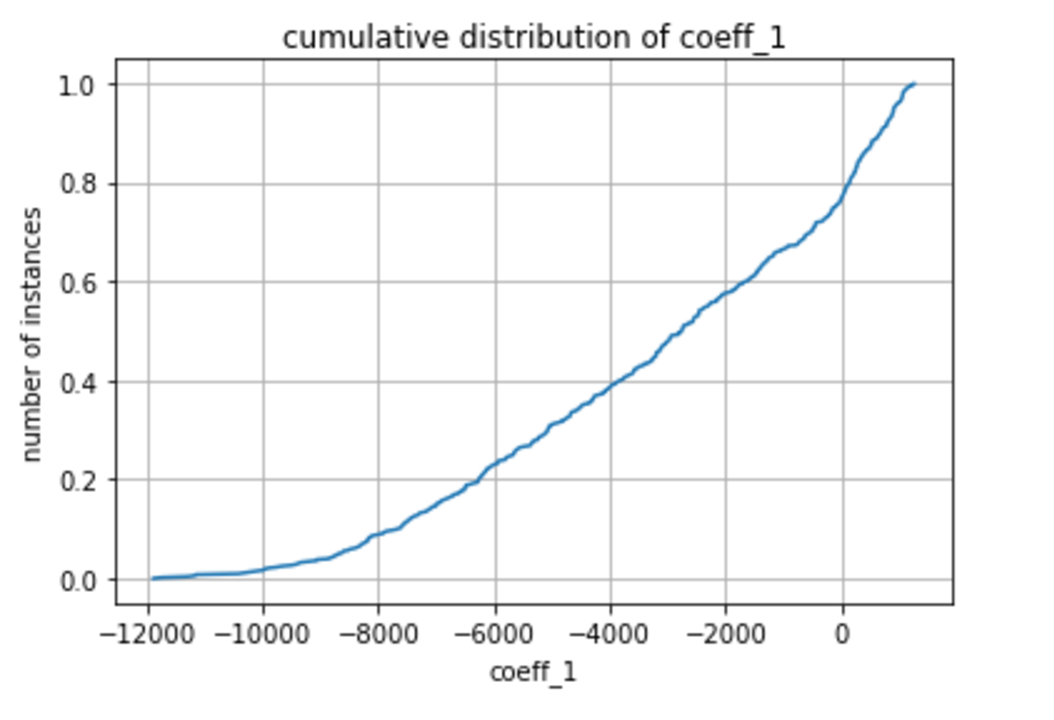 cumulative distribution of coeff_1
1.0
0.8
0.6
0.4
0.2
0.0
number of instances
−12000 −10000 −8000 −6000 −4000 −2000 0
coeff_1